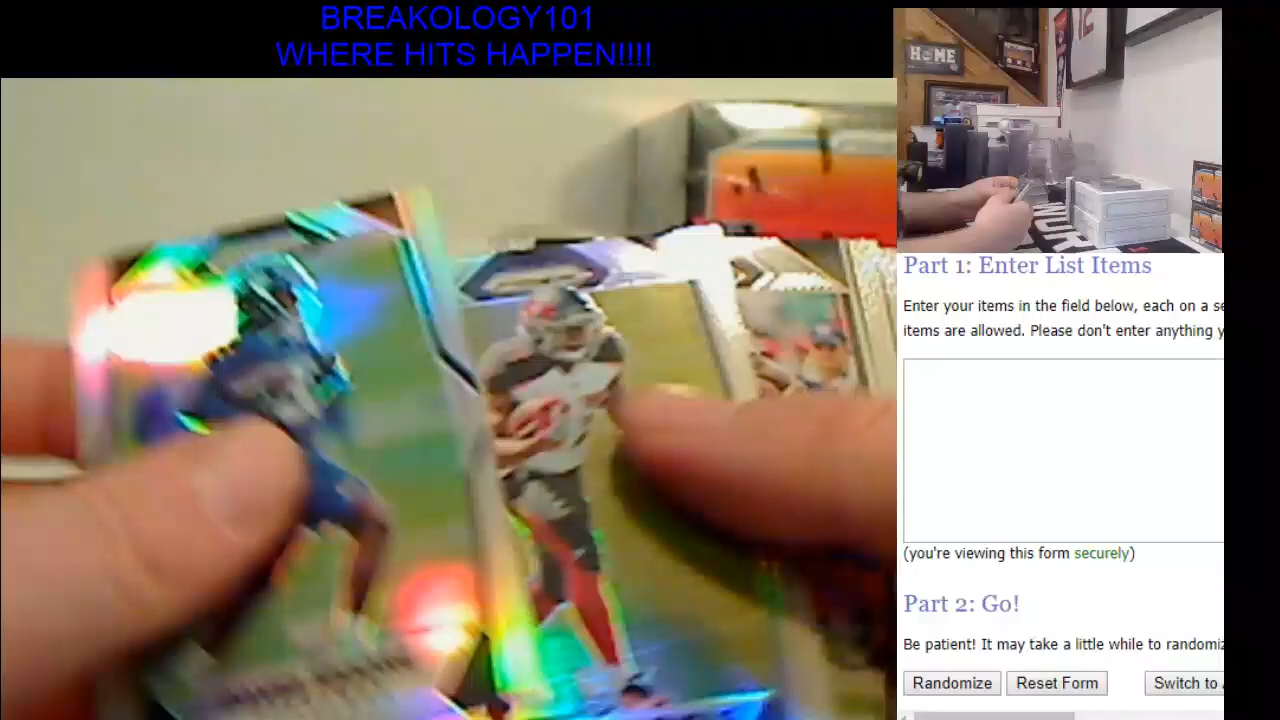 BREAKOLOGY101
WHERE HITS HAPPEN!!!!
HOME
Part 1: Enter List Items
Enter your items in the field below, each on a se
items are allowed. Please don't enter anything y
(you're viewing this form securely)
Part 2: Go!
Be patient! It may take a little while to randomiz
Randomize
Reset Form
Switch to